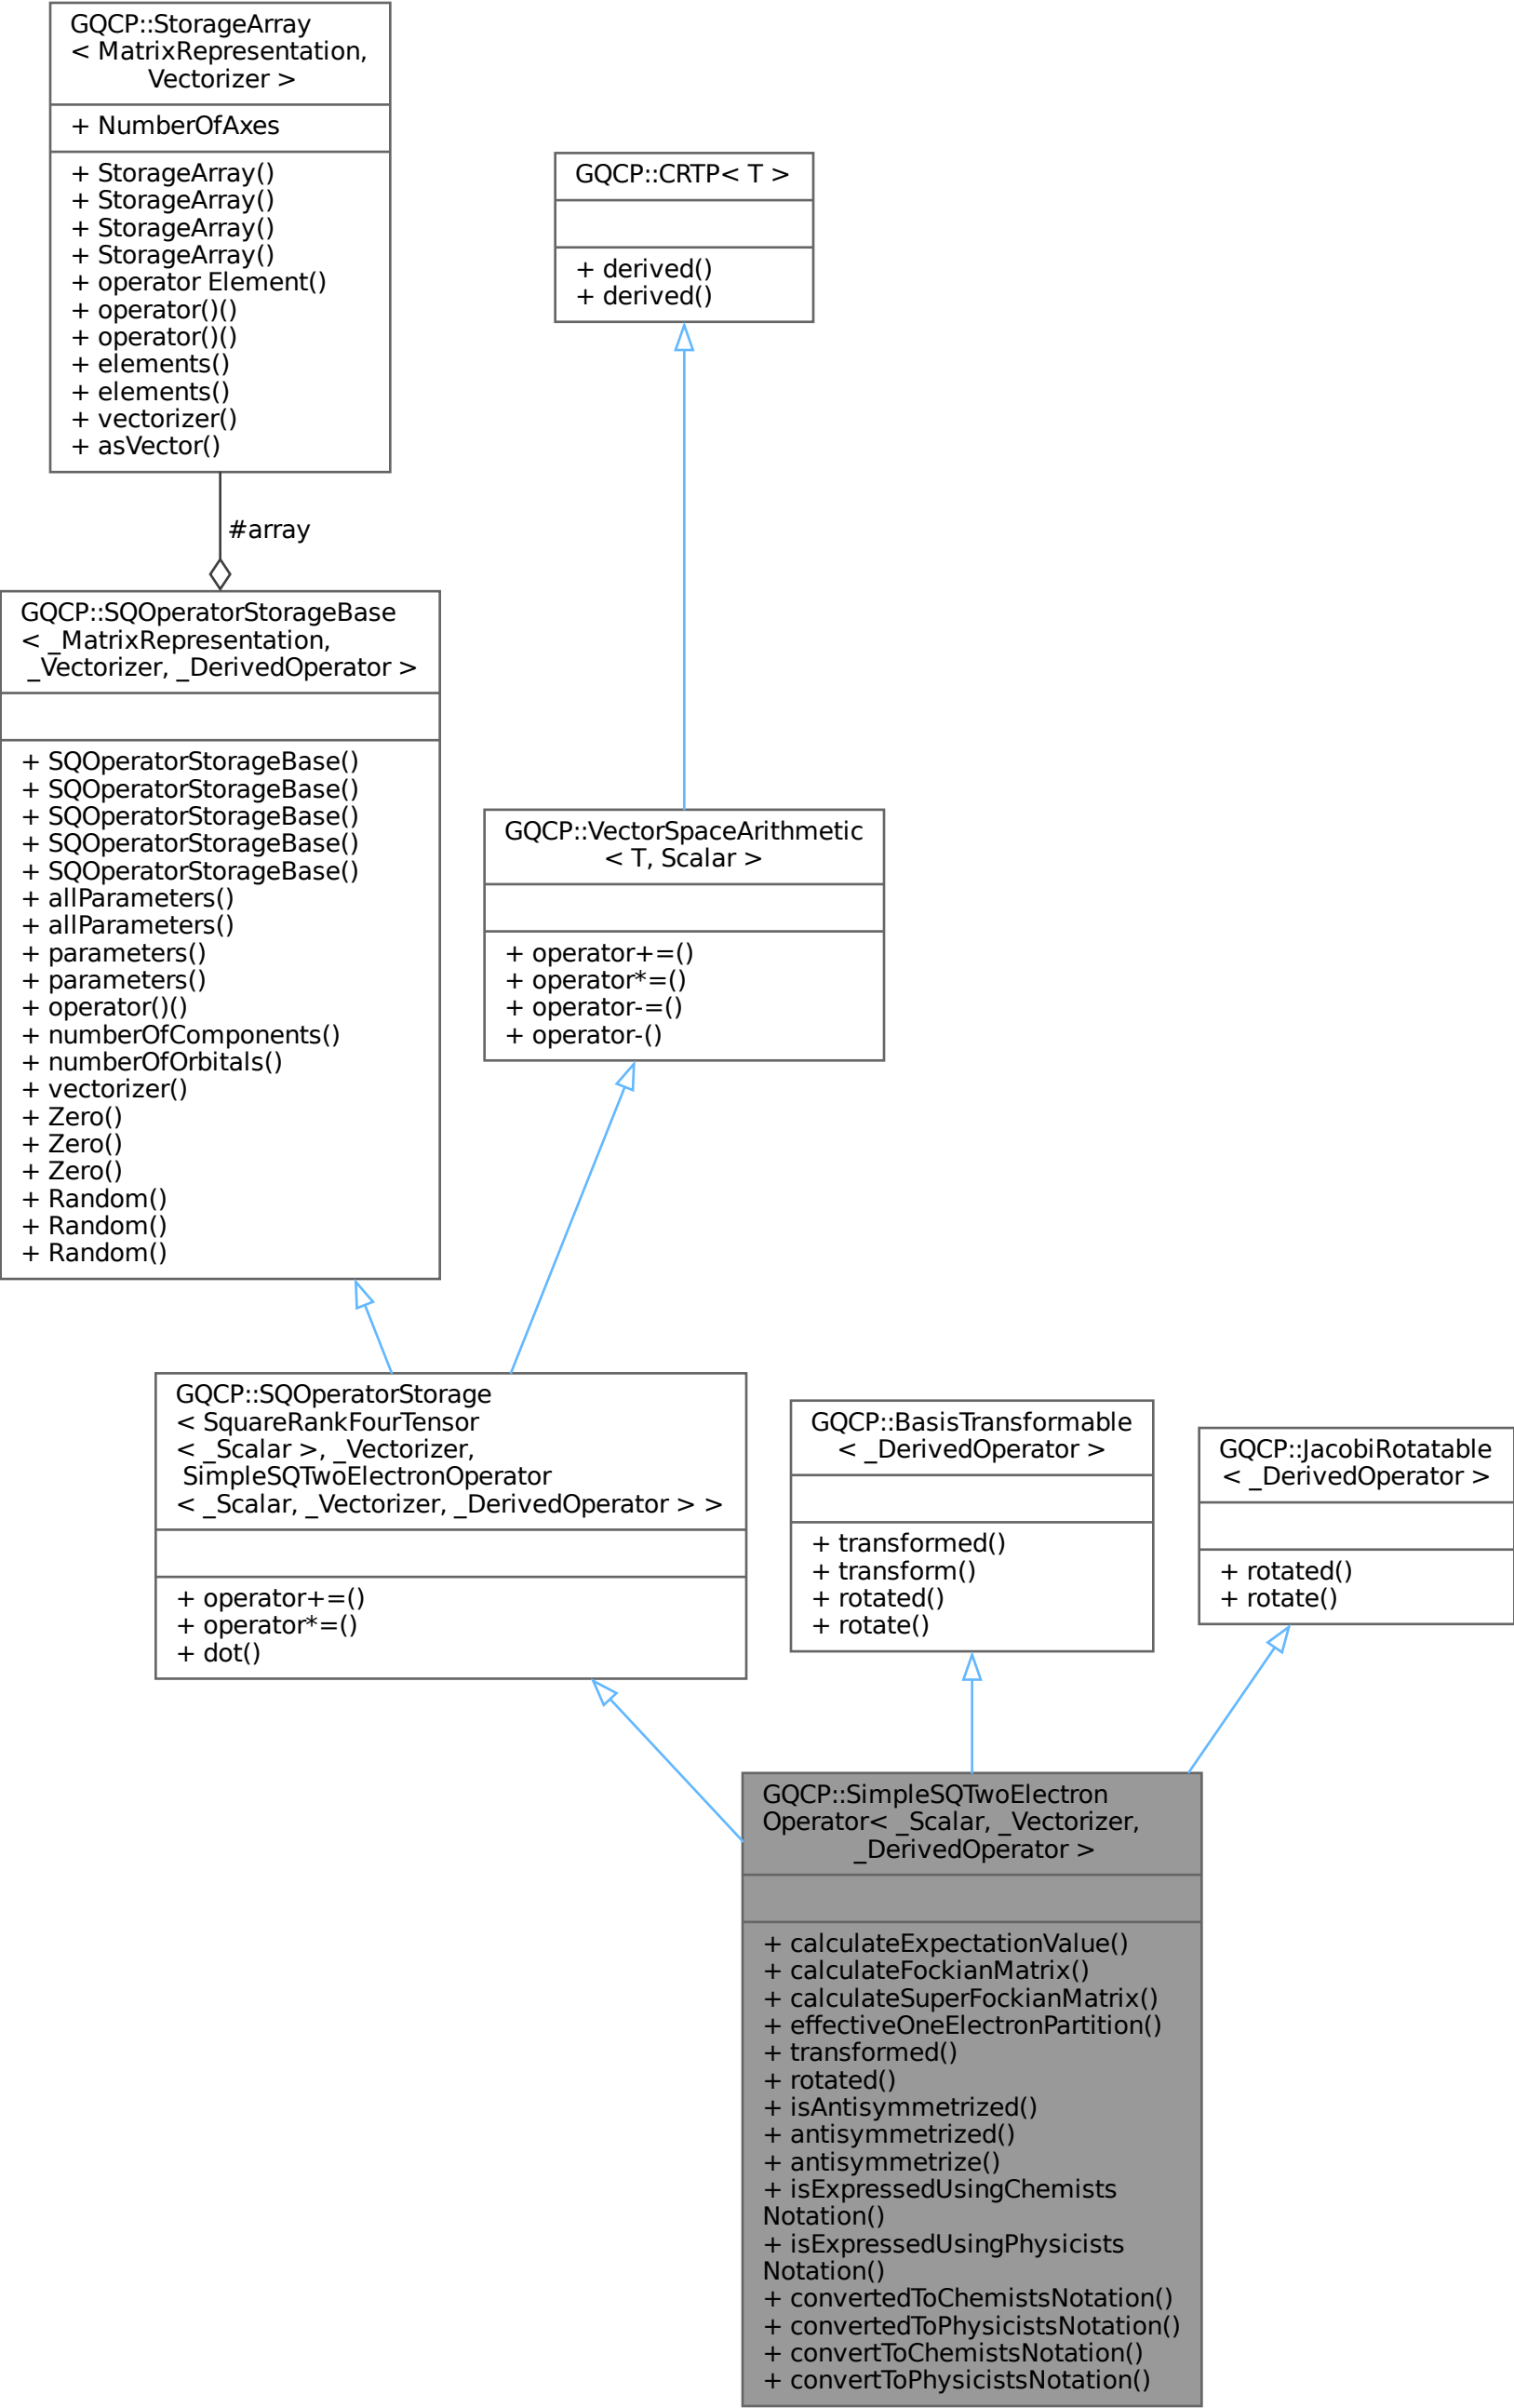 GQCP::StorageArray
< MatrixRepresentation,
Vectorizer >
+ NumberOfAxes
+ StorageArray()
+ StorageArray()
+ StorageArray()
+ StorageArray()
+ operator Element()
+ operator()()
+ operator()()
+ elements()
+ elements()
+ vectorizer()
+ asVector()
GQCP::CRTP< T >
+ derived()
+ derived()
#array
GQCP::SQOperatorStorageBase
< _MatrixRepresentation,
_Vectorizer, _DerivedOperator >
+ SQOperatorStorageBase()
+ SQOperatorStorageBase()
+ SQOperatorStorageBase()
+ SQOperatorStorageBase()
+ SQOperatorStorageBase()
+ allParameters()
+ allParameters()
+ parameters()
+ parameters()
+ operator()()
+ numberOfComponents()
+ numberOfOrbitals()
+ vectorizer()
+ Zero()
+ Zero()
+ Zero()
+ Random()
+ Random()
+ Random()
GQCP::VectorSpaceArithmetic
< T, Scalar >
+ operator+=()
+ operator*=()
+ operator-=()
+ operator-()
GQCP::SQOperatorStorage
< SquareRankFourTensor
< _Scalar >, _Vectorizer,
SimpleSQTwoElectronOperator
< _Scalar, _Vectorizer, _DerivedOperator > >
+ operator+=()
+ operator*=()
+ dot()
GQCP::BasisTransformable
< _DerivedOperator >
+ transformed()
+ transform()
+ rotated()
+ rotate()
GQCP::JacobiRotatable
< _DerivedOperator >
+ rotated()
+ rotate()
GQCP::SimpleSQTwoElectron
Operator< _Scalar, _Vectorizer,
_DerivedOperator >
+ calculateExpectationValue()
+ calculateFockianMatrix()
+ calculateSuperFockianMatrix()
+ effectiveOneElectronPartition()
+ transformed()
+ rotated()
+ isAntisymmetrized()
+ antisymmetrized()
+ antisymmetrize()
+ isExpressedUsingChemists
Notation()
+ isExpressedUsingPhysicists
Notation()
+ convertedToChemistsNotation()
+ convertedToPhysicistsNotation()
+ convertToChemistsNotation()
+ convertToPhysicistsNotation()